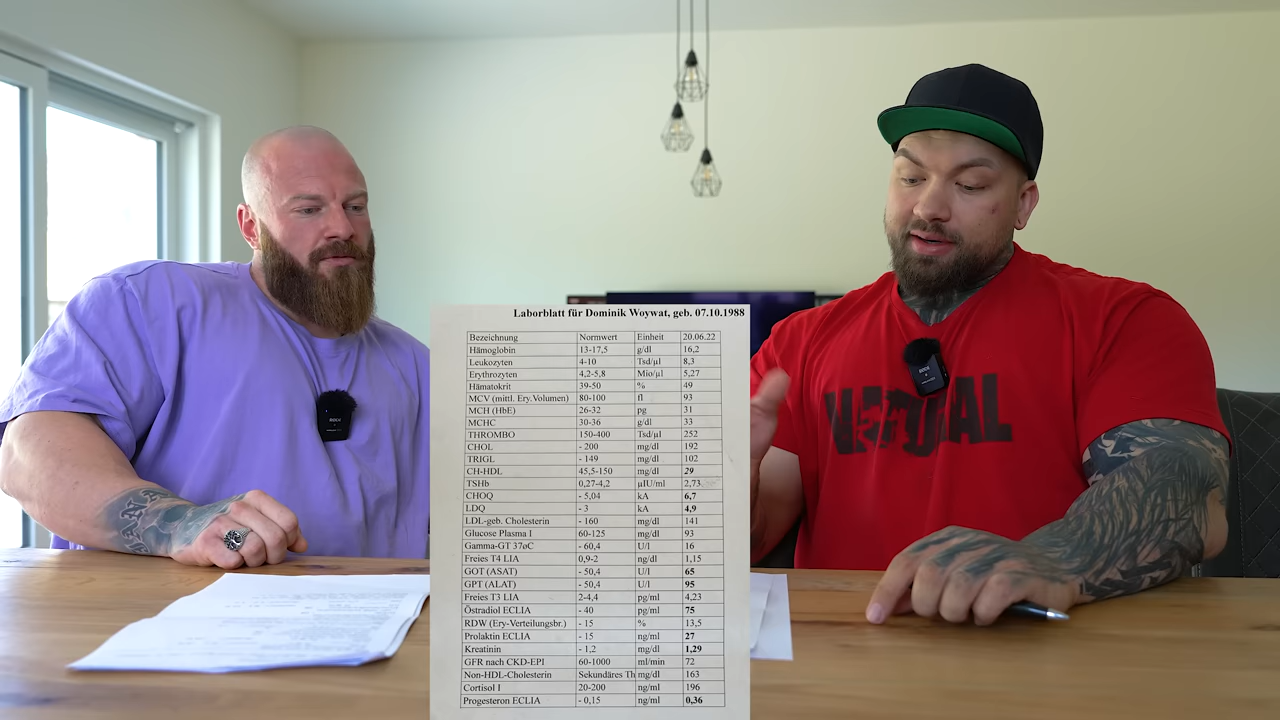 Laborblatt für Dominik Woywat, geb. 07.10.1988
Bezeichnung Normwert Einheit 20.06.22
Hämoglobin 13-17,5 g/dl 16,2
Leukozyten 4-10 Tsd/µl 8,3
Erythrozyten 4,2-5,8 Mio/µl 5,27
Hämatokrit 39-50 % 49
MCV (mittl. Ery.Volumen) 80-100 fl 93
MCH (HbE) 26-32 pg 31
MCHC 30-36 g/dl 33
THROMBO 150-400 Tsd/µl 252
CHOL - 200 mg/dl 192
TRIGL - 149 mg/dl 102
CH-HDL 45,5-150 mg/dl 29
TSHb 0,27-4,2 µIU/ml 2,73
CHOQ - 5,04 kA 6,7
LDQ - 3 kA 4,9
LDL-geb. Cholesterin - 160 mg/dl 141
Glucose Plasma I 60-125 mg/dl 93
Gamma-GT 37øC - 60,4 U/l 16
Freies T4 LIA 0,9-2 ng/dl 1,15
GOT (ASAT) - 50,4 U/l 65
GPT (ALAT) - 50,4 U/l 95
Freies T3 LIA 2-4,4 pg/ml 4,23
Östradiol ECLIA - 40 pg/ml 75
RDW (Ery-Verteilungsbr.) - 15 % 13,5
Prolaktin ECLIA - 15 ng/ml 27
Kreatinin - 1,2 mg/dl 1,29
GFR nach CKD-EPI 60-1000 ml/min 72
Non-HDL-Cholesterin Sekundäres Th mg/dl 163
Cortisol I 20-200 ng/ml 196
Progesteron ECLIA - 0,15 ng/ml 0,36